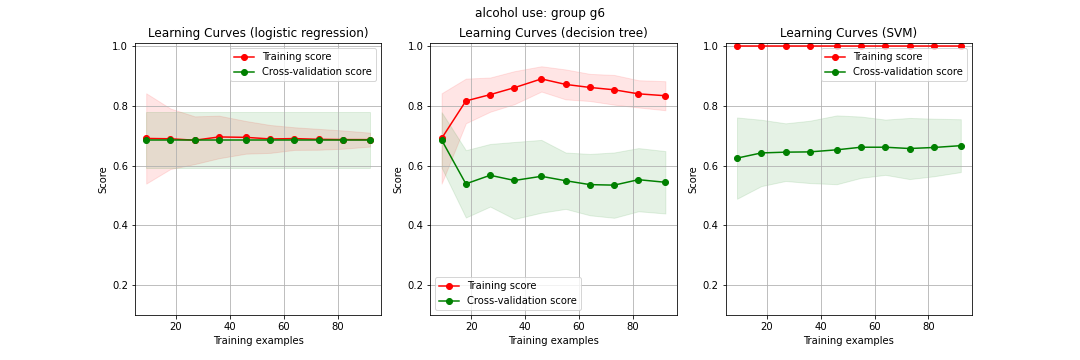 alcohol use: group g6
Learning Curves (logistic regression)
1.0
0.8
0.6
0.4
0.2
Score
Training score
Cross-validation score
20
40
60
80
Training examples
Learning Curves (decision tree)
1.0
0.8
0.6
0.4
0.2
Score
Training score
Cross-validation score
20
40
60
80
Training examples
Learning Curves (SVM)
1.0
0.8
0.6
0.4
0.2
Score
Training score
Cross-validation score
20
40
60
80
Training examples